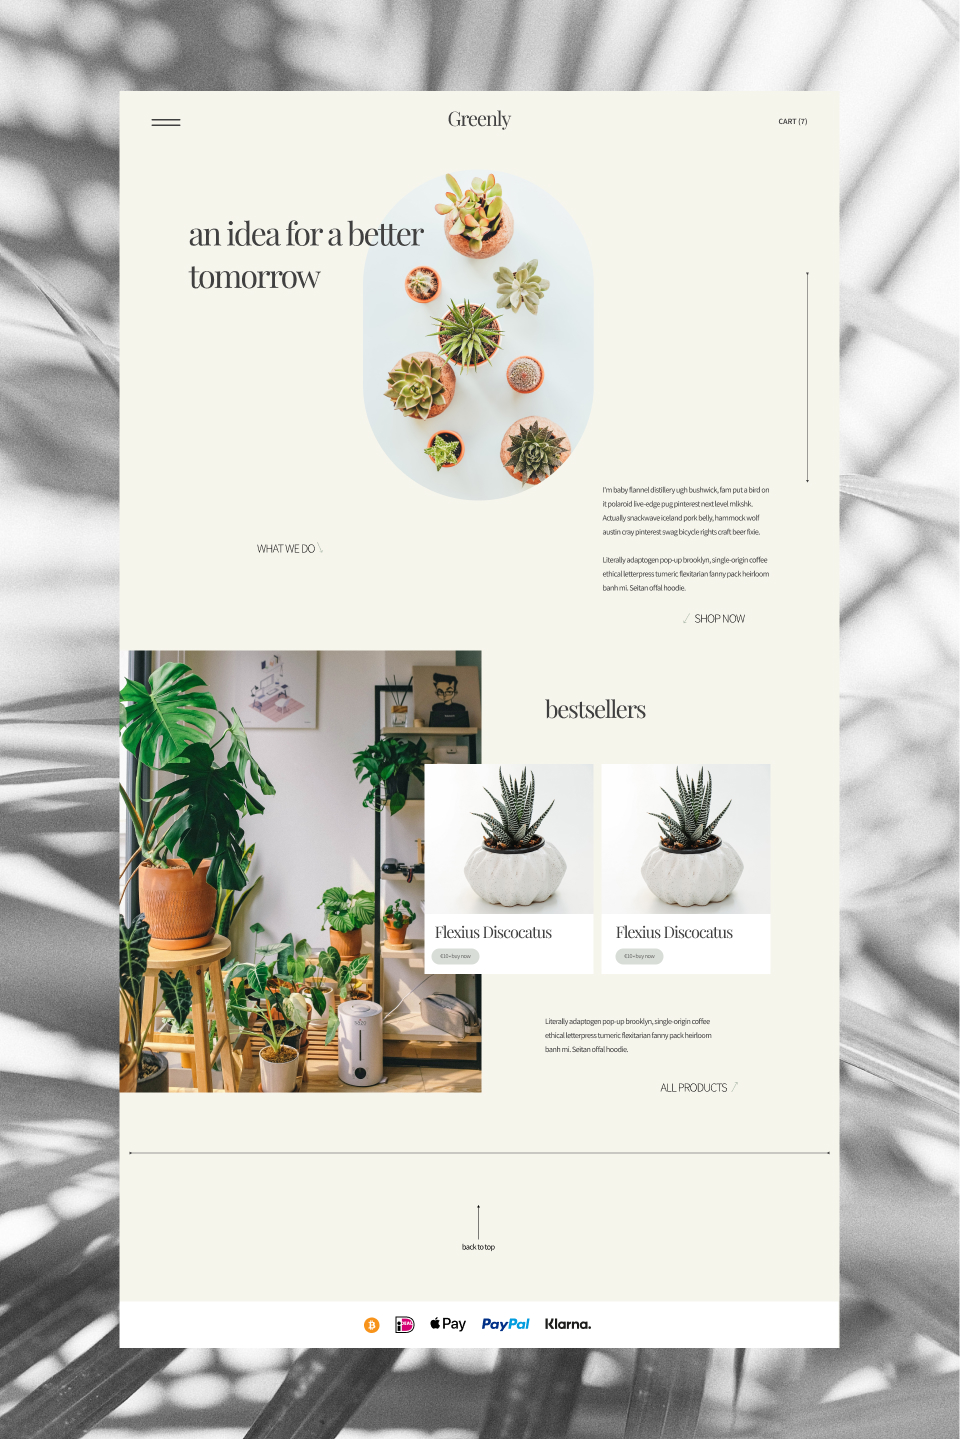 Greenly
CART (7)
an idea for a better
tomorrow
I'm baby flannel distillery ugh bushwick, fam put a bird on
it polaroid live-edge pug pinterest next level mlkshk.
Actually snackwave iceland pork belly, hammock wolf
austin cray pinterest swag bicycle rights craft beer fixie.
Literally adaptogen pop-up brooklyn, single-origin coffee
ethical letterpress tumeric flexitarian fanny pack heirloom
banh mi. Seitan offal hoodie.
WHAT WE DO
SHOP NOW
bestsellers
Flexius Discocatus
€10 • buy now
Flexius Discocatus
€10 • buy now
Literally adaptogen pop-up brooklyn, single-origin coffee
ethical letterpress tumeric flexitarian fanny pack heirloom
banh mi. Seitan offal hoodie.
ALL PRODUCTS
back to top
Pay
PayPal
Klarna.